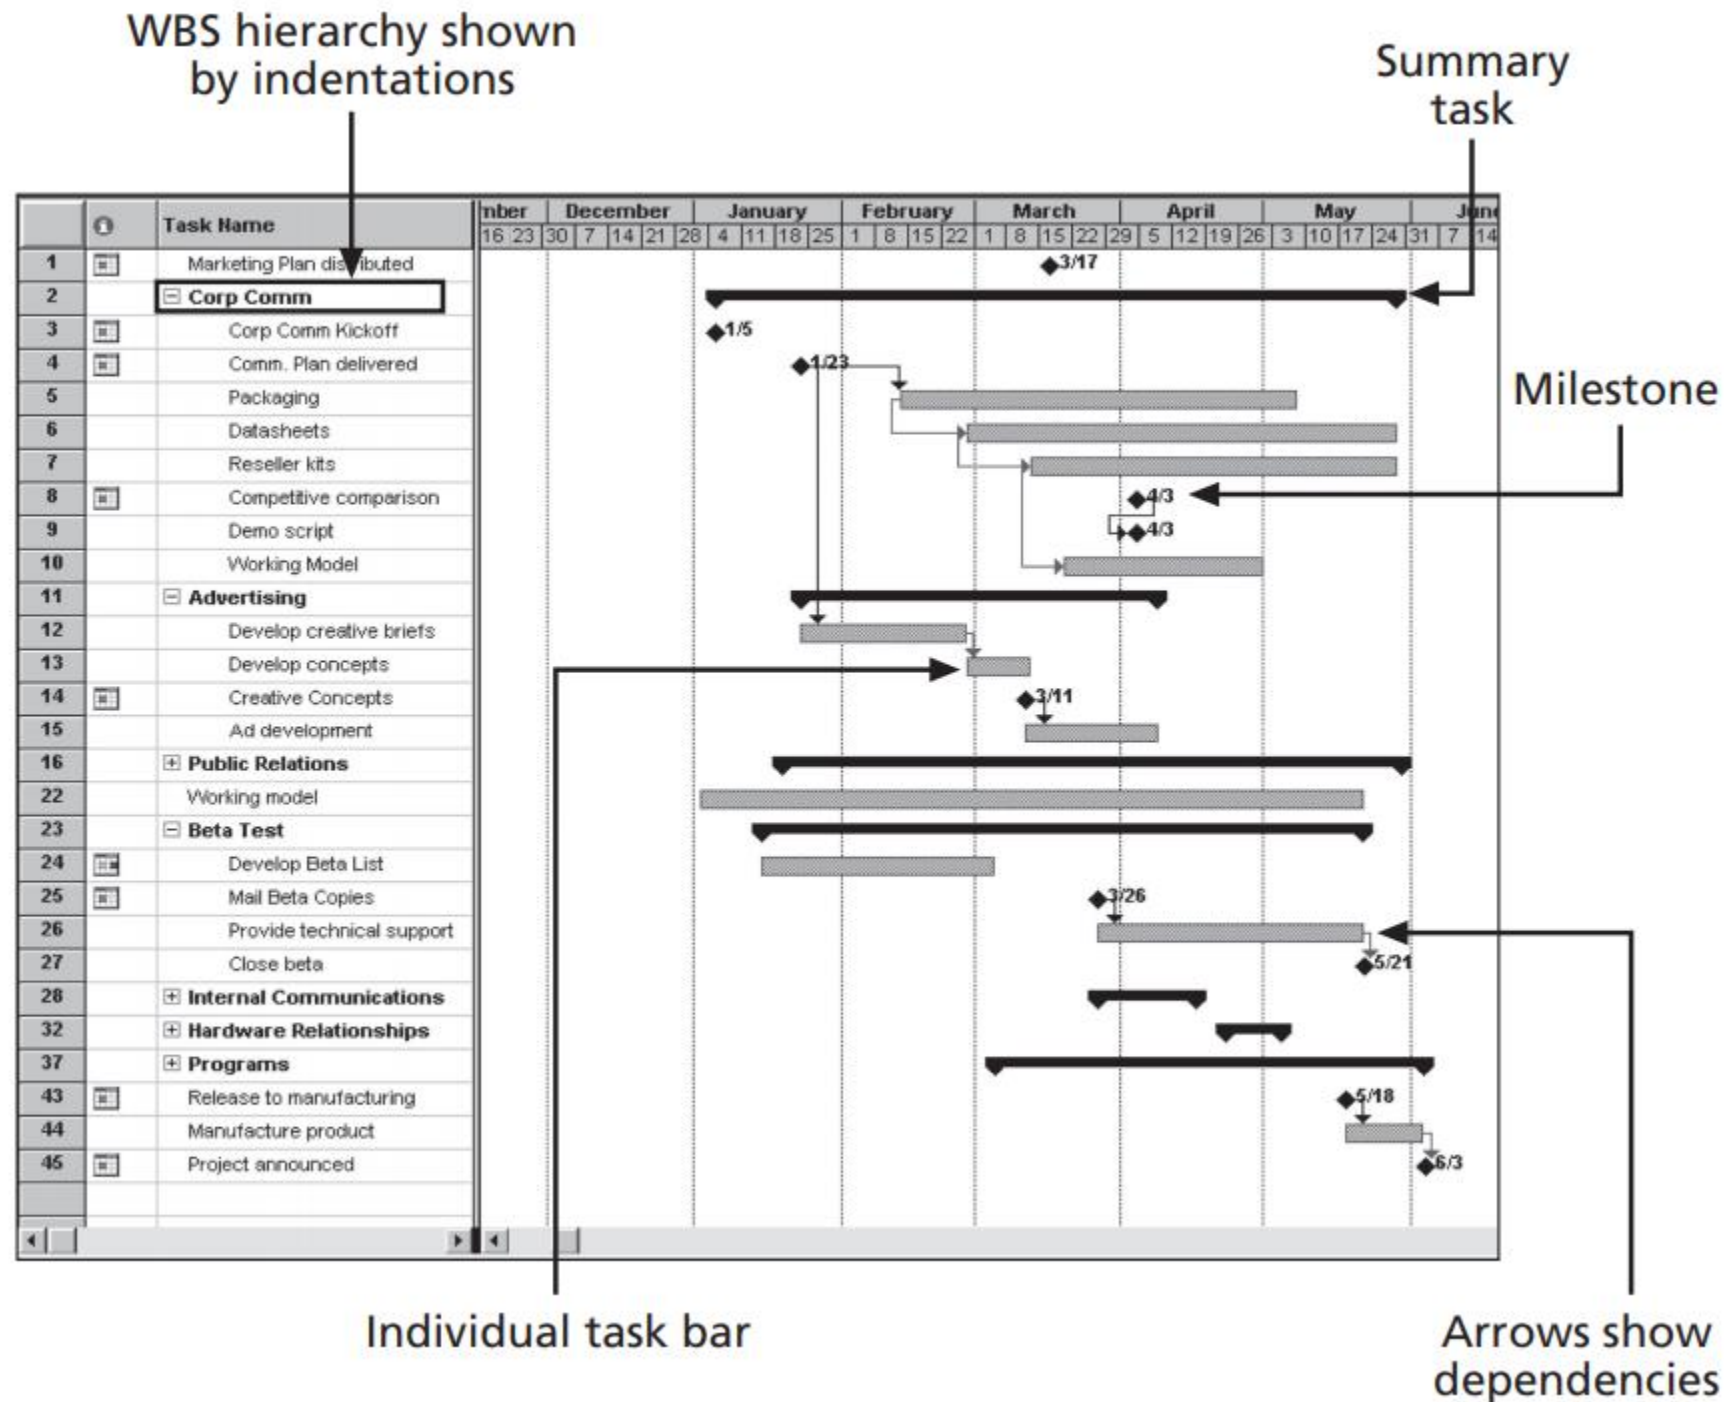 WBS hierarchy shown
by indentations
Summary
task
Task Name
mber December January February March April May June
16 23 30 7 14 21 28 4 11 18 25 1 8 15 22 1 8 15 22 29 5 12 19 26 3 10 17 24 31 7 14
1 Marketing Plan distributed 3/17
2 Corp Comm
3 Corp Comm Kickoff 1/5
4 Comm. Plan delivered 1/23
5 Packaging
Milestone
6 Datasheets
7 Reseller kits
8 Competitive comparison 4/3
9 Demo script 4/3
10 Working Model
11 Advertising
12 Develop creative briefs
13 Develop concepts
14 Creative Concepts 3/11
15 Ad development
16 Public Relations
22 Working model
23 Beta Test
24 Develop Beta List
25 Mail Beta Copies 3/26
26 Provide technical support
27 Close beta 5/21
28 Internal Communications
32 Hardware Relationships
37 Programs
43 Release to manufacturing 5/18
44 Manufacture product
45 Project announced 6/3
Individual task bar
Arrows show
dependencies